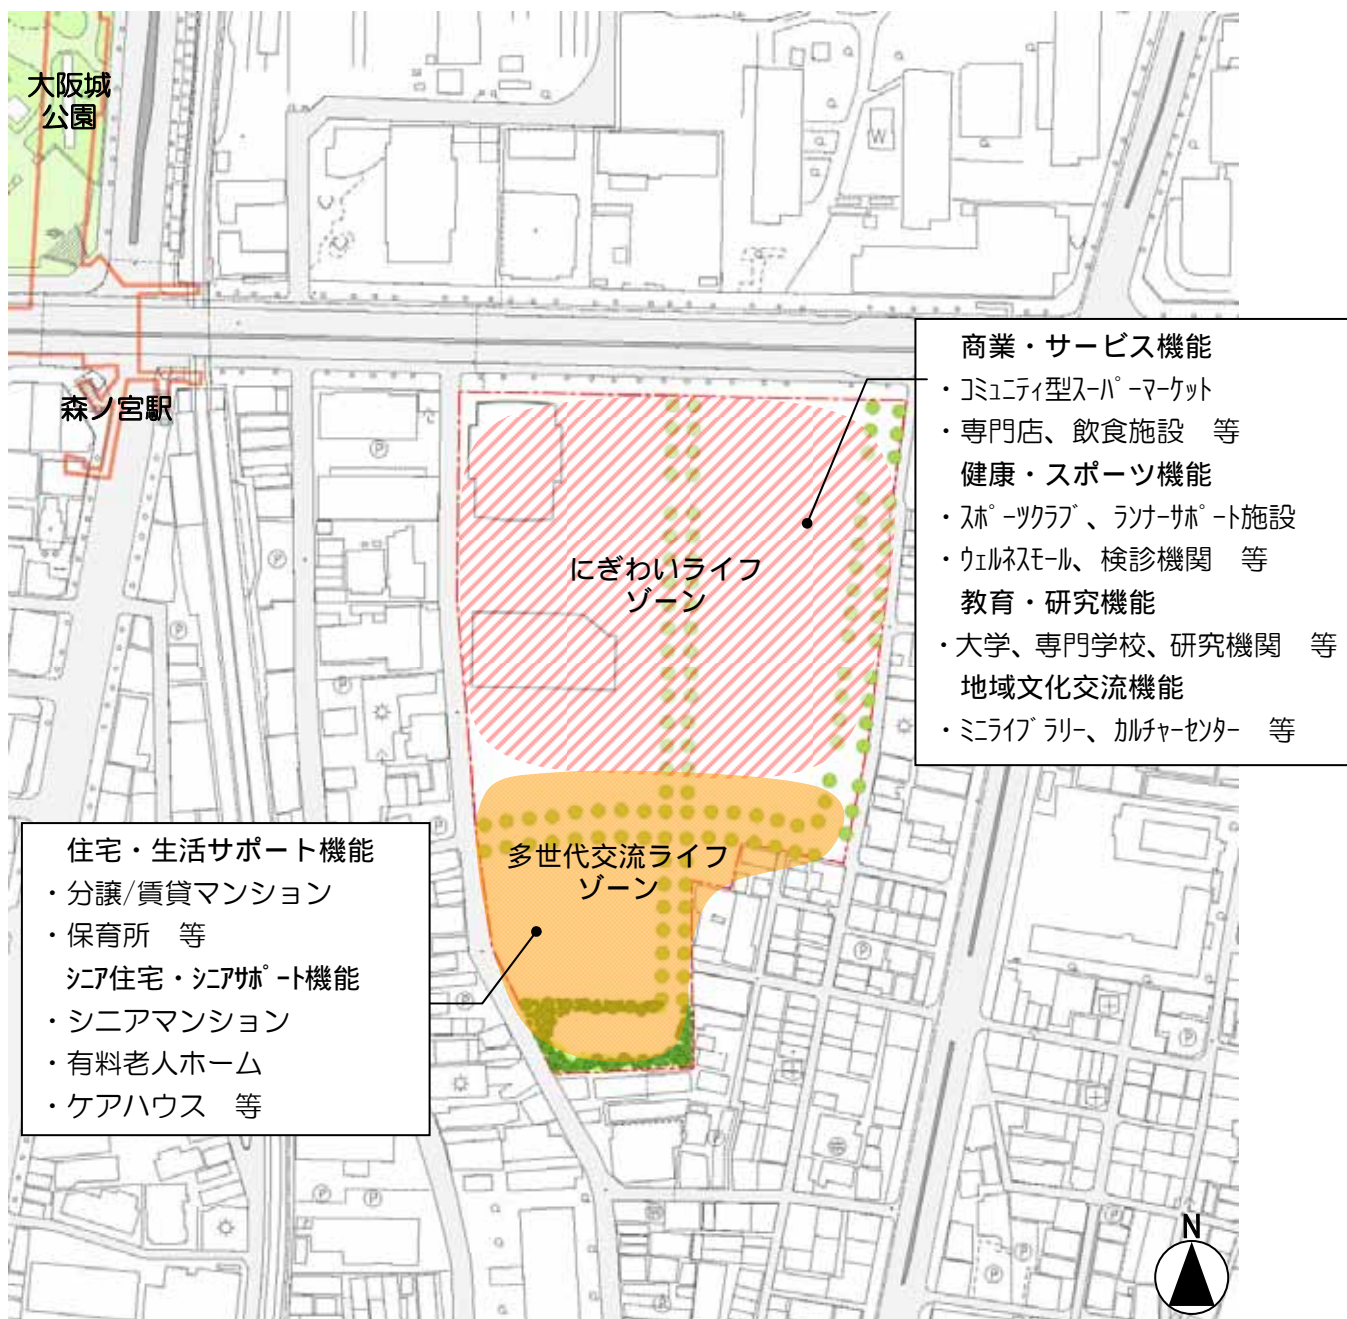 大阪城
公園
W
森ノ宮駅
商業・サービス機能
・ｺﾐｭﾆﾃｨ型ｽｰﾊﾟｰﾏｰｹｯﾄ
・専門店、飲食施設　等
健康・スポーツ機能
・ｽﾎﾟｰﾂｸﾗﾌﾞ、ﾗﾝﾅｰｻﾎﾟｰﾄ施設
・ｳｪﾙﾈｽﾓｰﾙ、検診機関　等
教育・研究機能
・大学、専門学校、研究機関　等
地域文化交流機能
・ﾐﾆﾗｲﾌﾞﾗﾘｰ、ｶﾙﾁｬｰｾﾝﾀｰ　等
にぎわいライフ
ゾーン
多世代交流ライフ
ゾーン
住宅・生活サポート機能
・分譲/賃貸マンション
・保育所　等
ｼﾆｱ住宅・ｼﾆｱｻﾎﾟｰﾄ機能
・シニアマンション
・有料老人ホーム
・ケアハウス　等
N